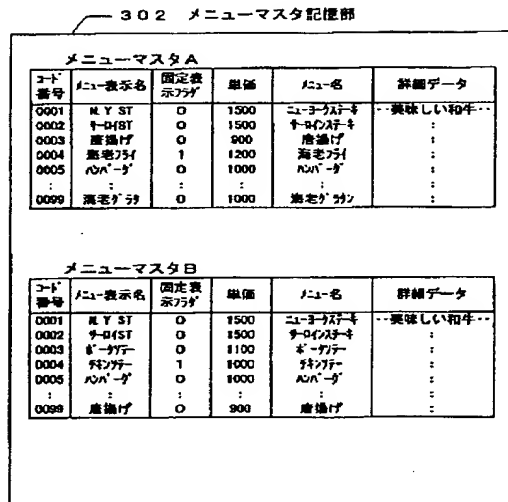 302 メニューマスタ記憶部
メニューマスタA
コード番号 メニュー表示名 固定表示フラグ 単価 メニュー名 詳細データ
0001 N.Y ST 0 1500 ニューヨークステーキ ・・美味しい和牛・・
0002 サーロインST 0 1500 サーロインステーキ :
0003 唐揚げ 0 900 唐揚げ :
0004 海老フライ 1 1200 海老フライ :
0005 ハンバーグ 0 1000 ハンバーグ :
: : : : : :
0099 海老グラタ 0 1000 海老グラタン :
メニューマスタB
コード番号 メニュー表示名 固定表示フラグ 単価 メニュー名 詳細データ
0001 N.Y ST 0 1500 ニューヨークステーキ ・・美味しい和牛・・
0002 サーロイST 0 1500 サーロインステーキ :
0003 ポークソテー 0 1100 ポークソテー :
0004 チキンソテー 1 1000 チキンソテー :
0005 ハンバーグ 0 1000 ハンバーグ :
: : : : : :
0099 唐揚げ 0 900 唐揚げ :